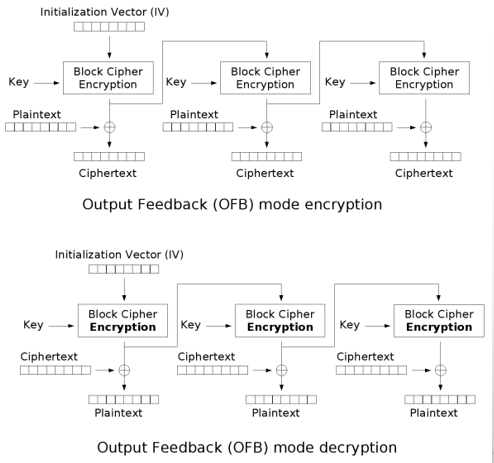 Initialization Vector (IV)
Key
Block Cipher
Encryption
Key
Block Cipher
Encryption
Key
Block Cipher
Encryption
Plaintext
Plaintext
Plaintext
Ciphertext
Ciphertext
Ciphertext
Output Feedback (OFB) mode encryption
Initialization Vector (IV)
Key
Block Cipher
Encryption
Key
Block Cipher
Encryption
Key
Block Cipher
Encryption
Ciphertext
Ciphertext
Ciphertext
Plaintext
Plaintext
Plaintext
Output Feedback (OFB) mode decryption